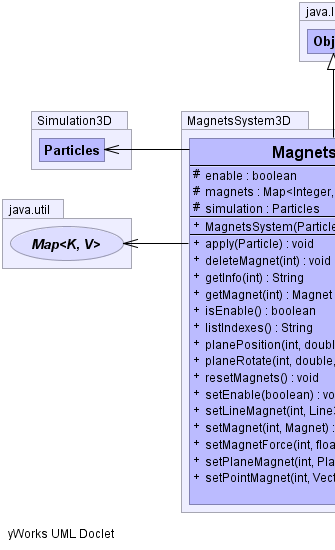 java.l
Obj
Simulation3D
Particles
MagnetsSystem3D
Magnets
# enable : boolean
# magnets : Map<Integer,
# simulation : Particles
java.util
Map<K, V>
+ MagnetsSystem(Particle
+ apply(Particle) : void
+ deleteMagnet(int) : void
+ getInfo(int) : String
+ getMagnet(int) : Magnet
+ isEnable() : boolean
+ listIndexes() : String
+ planePosition(int, doubl
+ planeRotate(int, double,
+ resetMagnets() : void
+ setEnable(boolean) : vo
+ setLineMagnet(int, Line3
+ setMagnet(int, Magnet) :
+ setMagnetForce(int, floa
+ setPlaneMagnet(int, Pla
+ setPointMagnet(int, Vect
yWorks UML Doclet